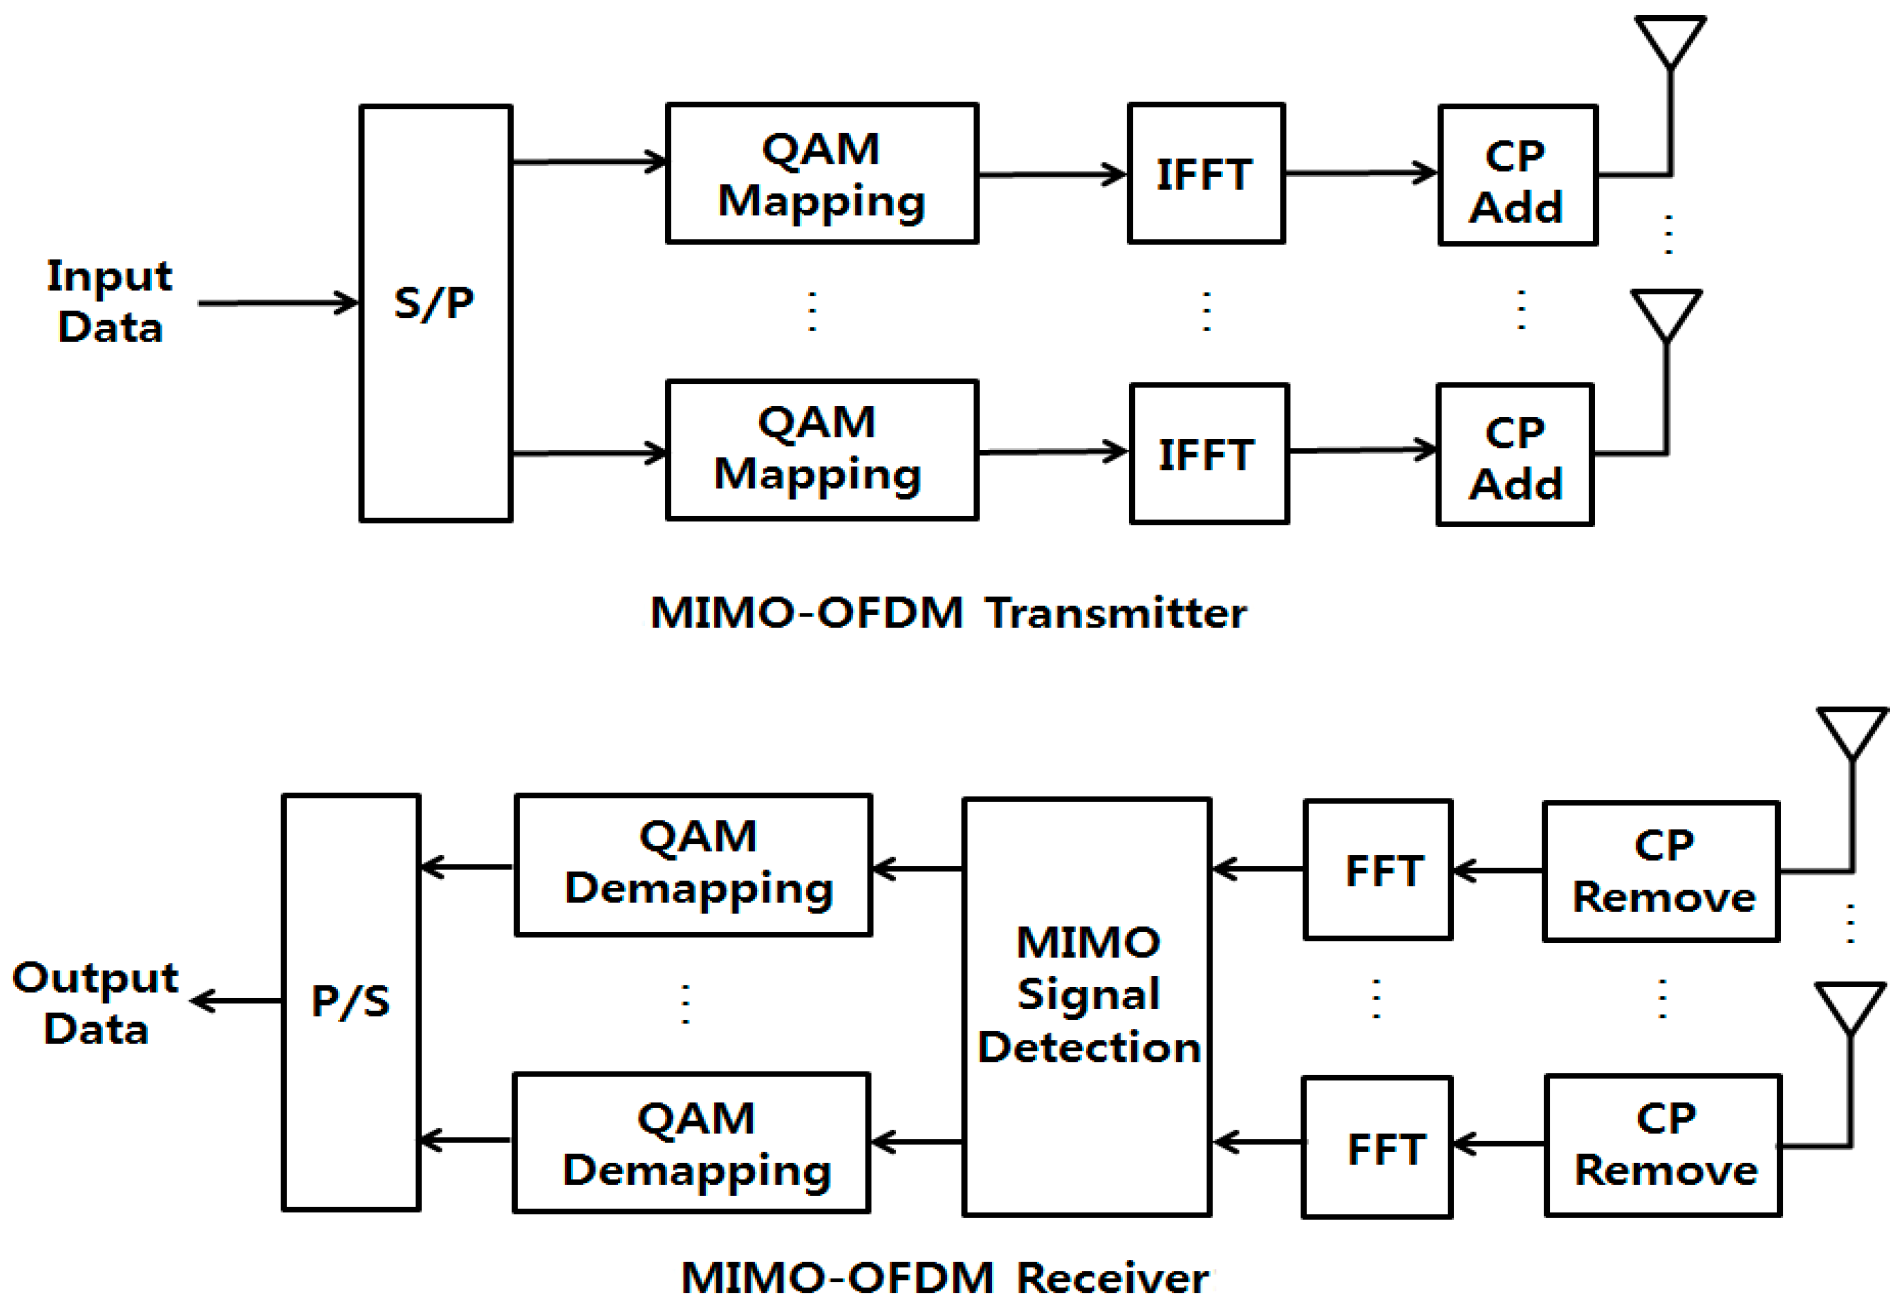 QAM
Mapping
IFFT
CP
Add
Input
Data
S/P
QAM
Mapping
IFFT
CP
Add
MIMO-OFDM Transmitter
QAM
Demapping
MIMO
Signal
Detection
FFT
CP
Remove
Output
Data
P/S
QAM
Demapping
FFT
CP
Remove
MIMO-OFDM Receiver